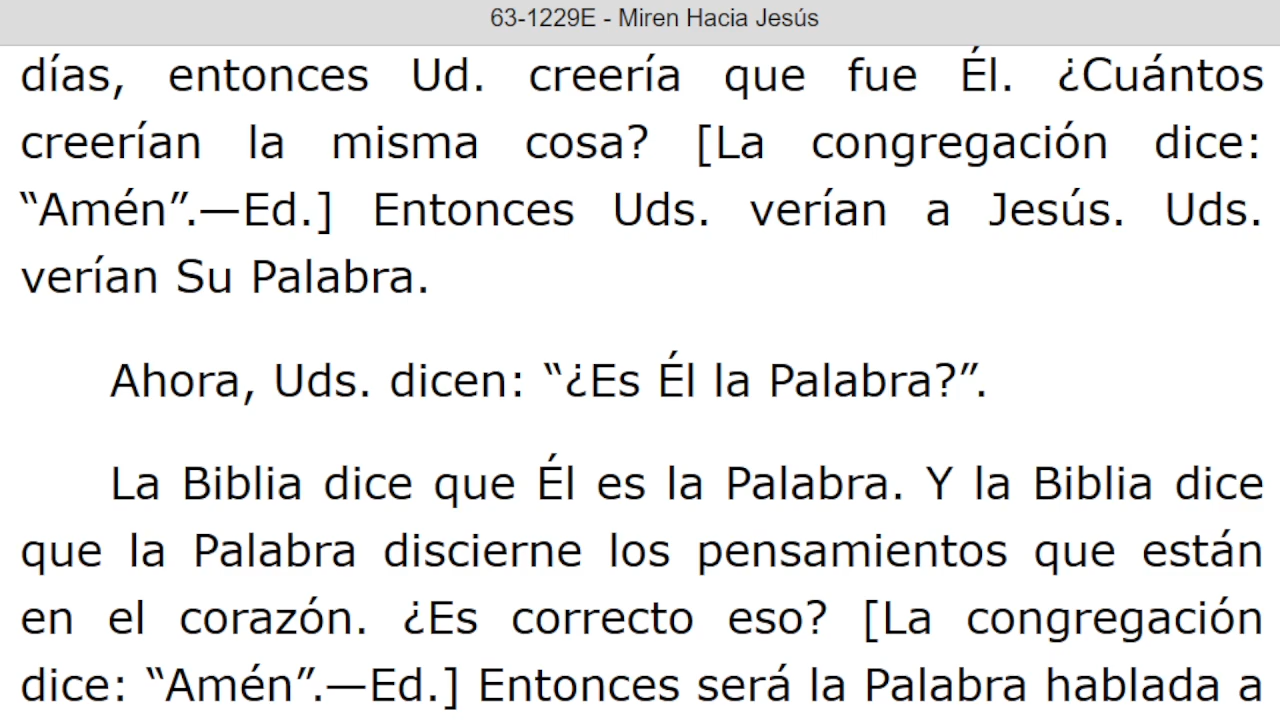 63-1229E - Miren Hacia Jesús
días, entonces Ud. creería que fue Él. ¿Cuántos
creerían la misma cosa? [La congregación dice:
“Amén”.—Ed.] Entonces Uds. verían a Jesús. Uds.
verían Su Palabra.
Ahora, Uds. dicen: “¿Es Él la Palabra?”.
La Biblia dice que Él es la Palabra. Y la Biblia dice
que la Palabra discierne los pensamientos que están
en el corazón. ¿Es correcto eso? [La congregación
dice: “Amén”.—Ed.] Entonces será la Palabra hablada a